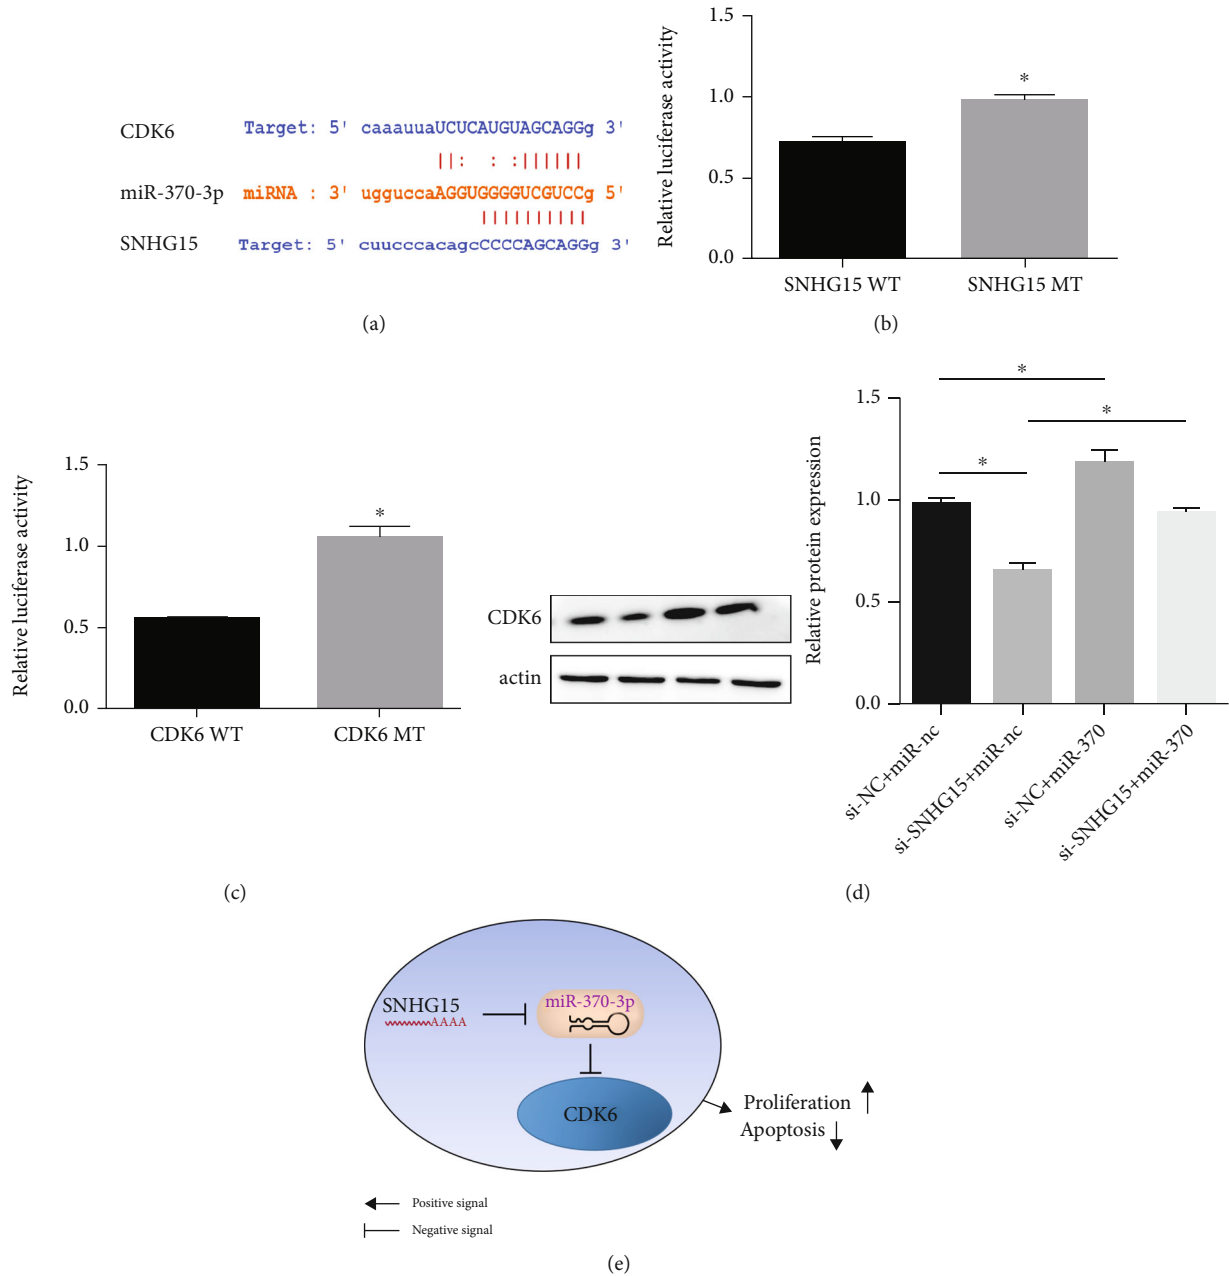 CDK6 Target: 5' caaauuaUCUCAUGUAGCAGGg 3'
||: : :||||||
miR-370-3p miRNA : 3' ugguccaAGGUGGGGUCGUCCg 5'
||||||||||
SNHG15 Target: 5' cuucccacagcCCCCAGCAGGg 3'
(a)
Relative luciferase activity
1.5
1.0
0.5
0.0
*
SNHG15 WT SNHG15 MT
(b)
Relative luciferase activity
1.5
1.0
0.5
0.0
*
CDK6 WT CDK6 MT
(c)
CDK6
actin
Relative protein expression
1.5
1.0
0.5
0.0
*
*
*
si-NC+miR-nc
si-SNHG15+miR-nc
si-NC+miR-370
si-SNHG15+miR-370
(d)
SNHG15
AAAA
miR-370-3p
CDK6
Proliferation
Apoptosis
Positive signal
Negative signal
(e)